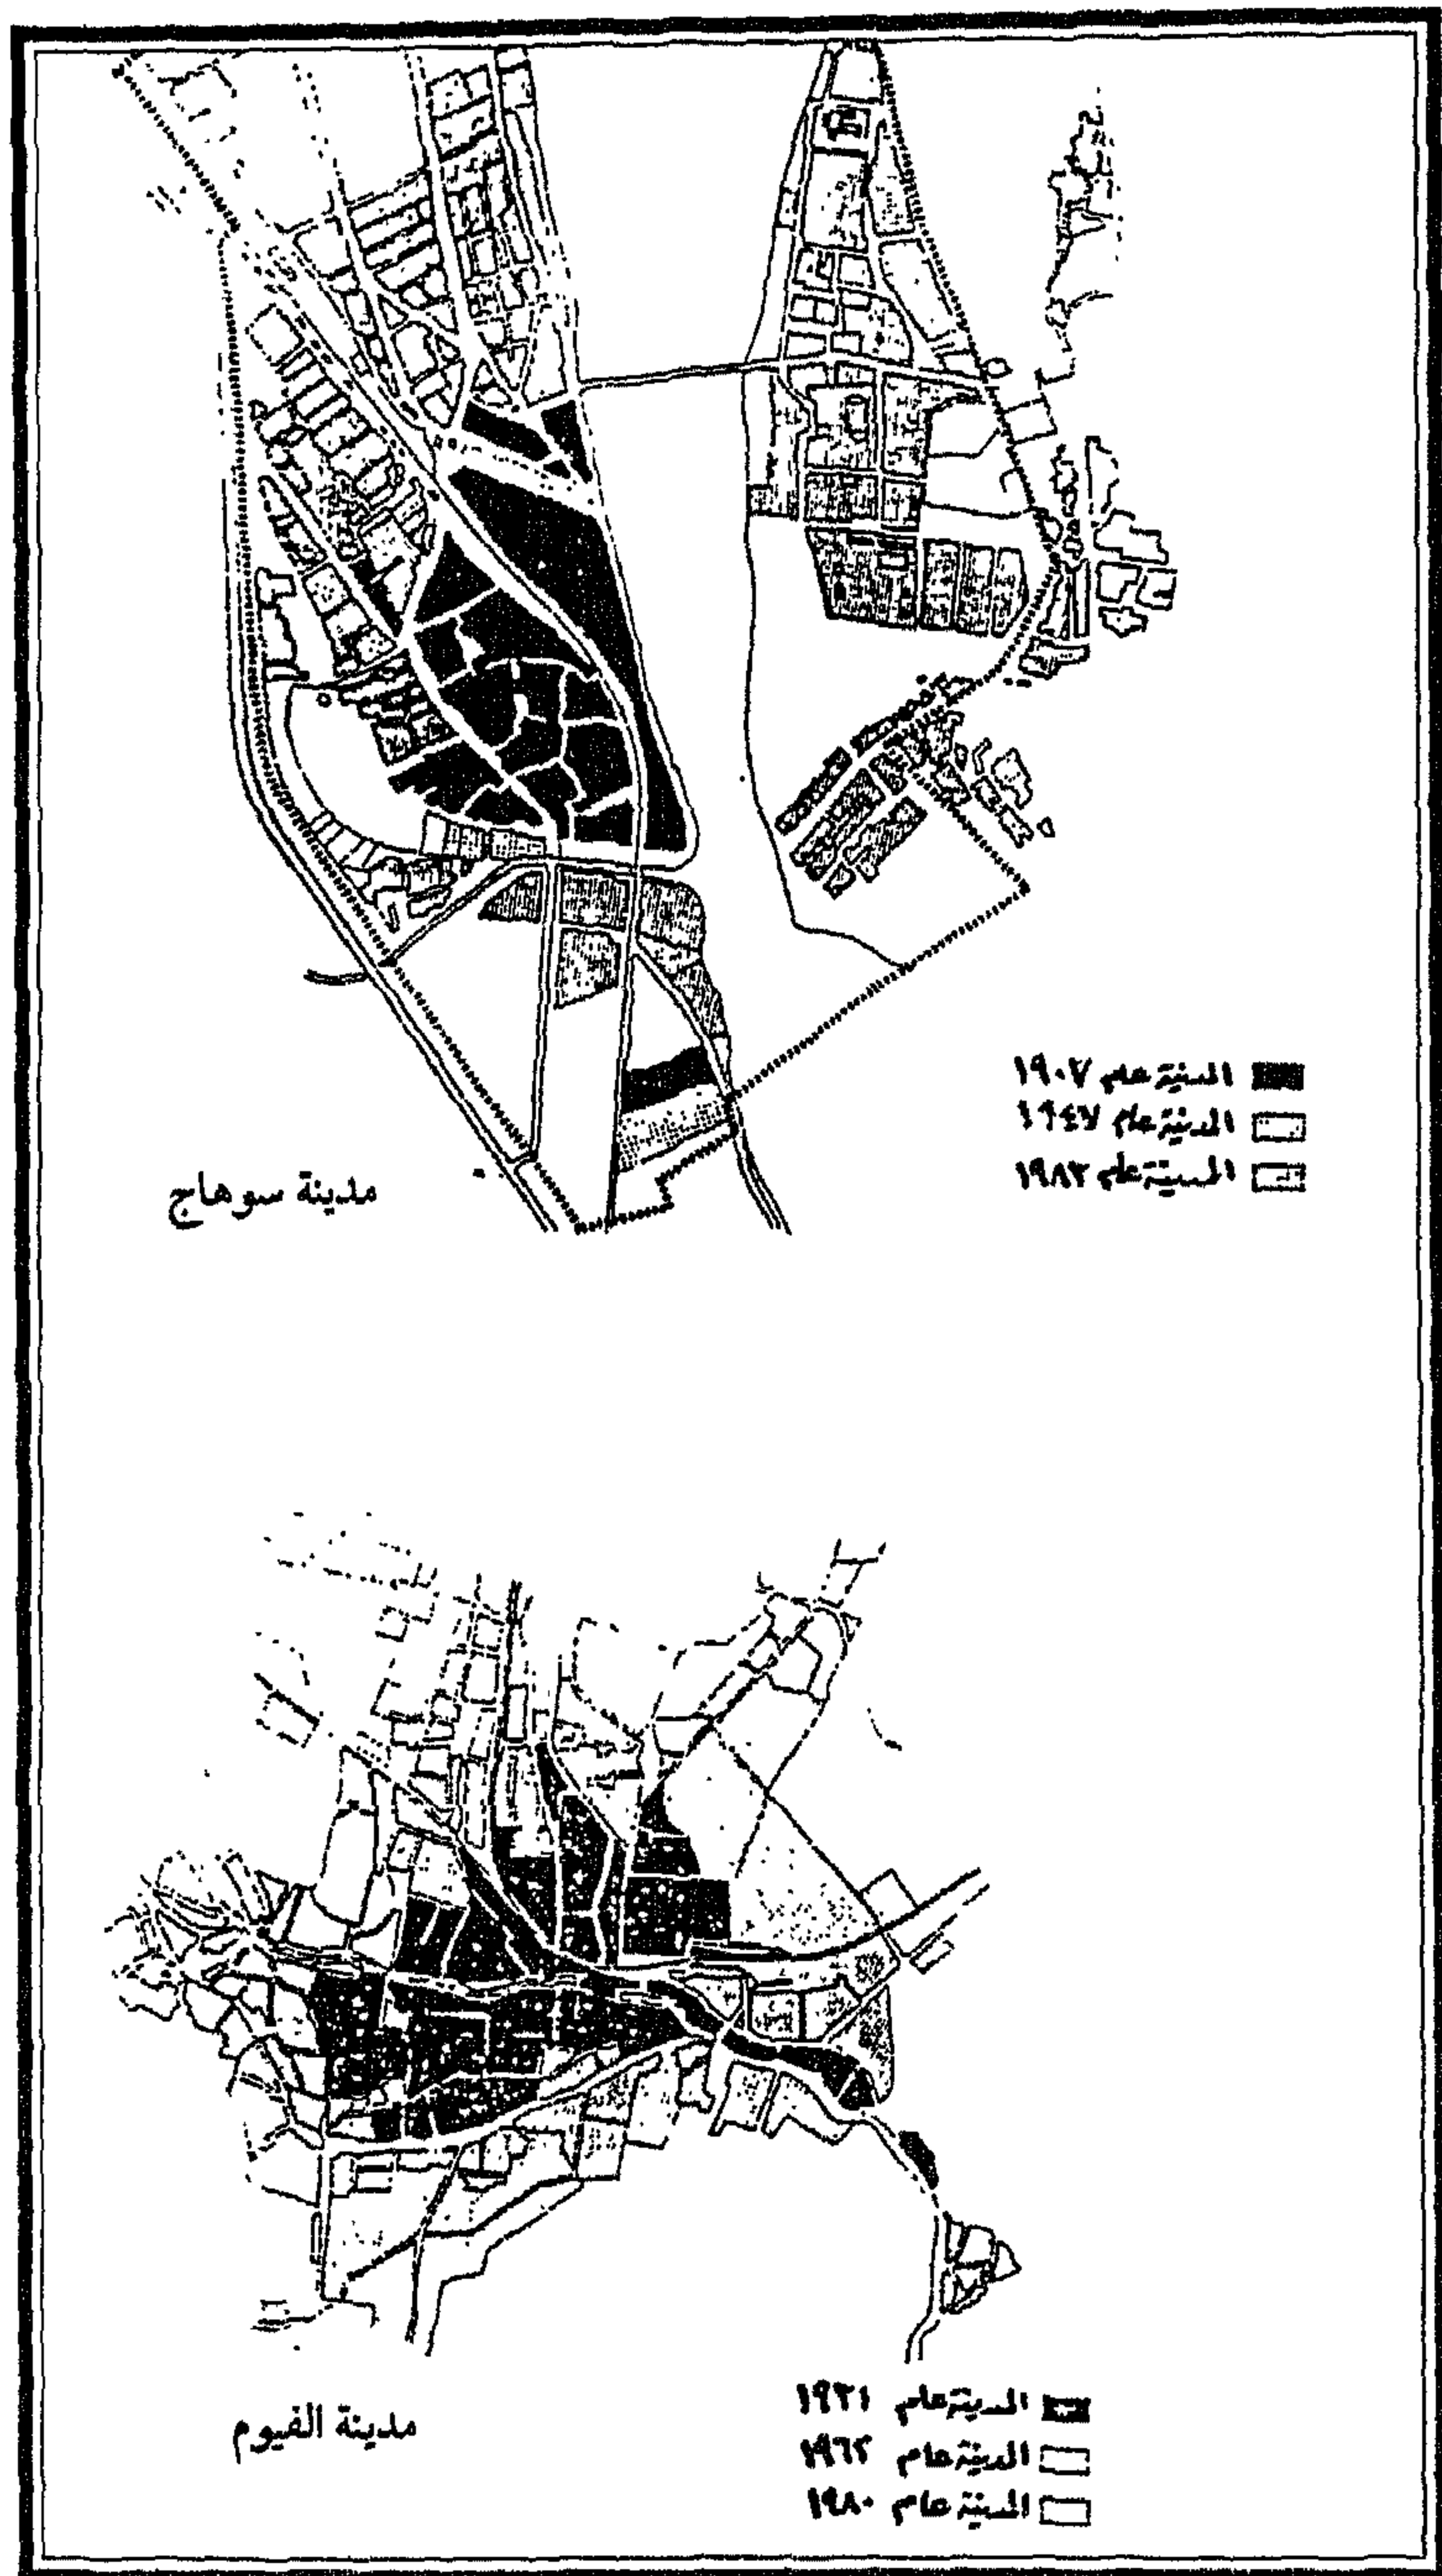 المدينة عام ١٩٠٧
المدينة عام ١٩٤٧
المدينة عام ١٩٨٣
مدينة سوهاج
المدينة عام ١٩٢١
المدينة عام ١٩٦٢
المدينة عام ١٩٨٠
مدينة الفيوم